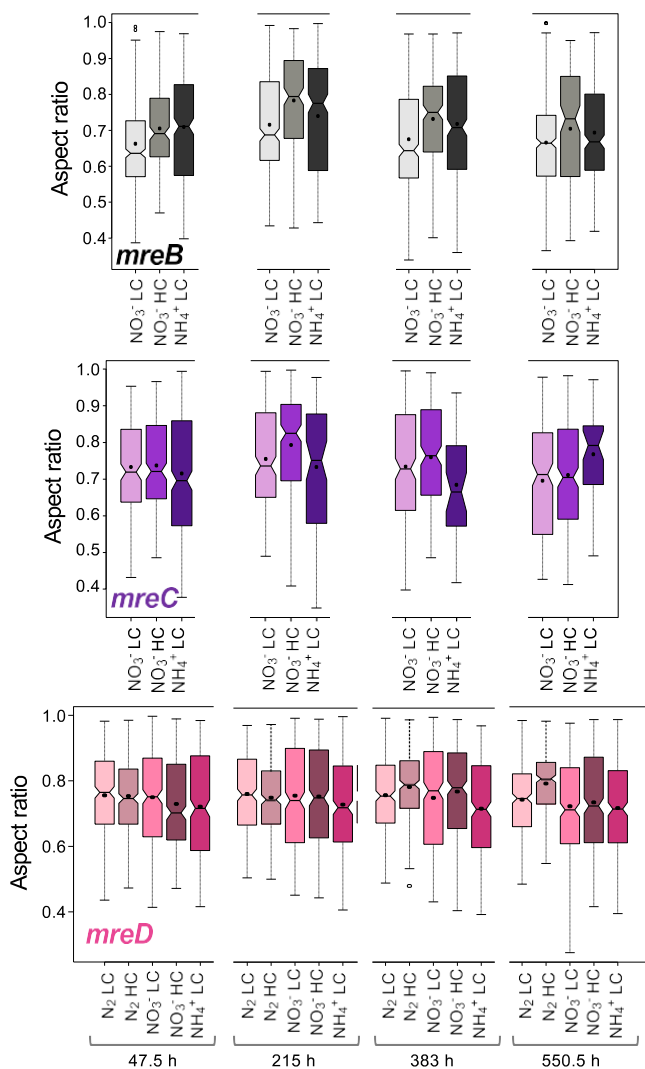 1.0
0.9
0.8
0.7
0.6
0.5
0.4
Aspect ratio
mreB
NO₃⁻ LC
NO₃⁻ HC
NH₄⁺ LC
NO₃⁻ LC
NO₃⁻ HC
NH₄⁺ LC
NO₃⁻ LC
NO₃⁻ HC
NH₄⁺ LC
NO₃⁻ LC
NO₃⁻ HC
NH₄⁺ LC
1.0
0.9
0.8
0.7
0.6
0.5
0.4
Aspect ratio
mreC
NO₃⁻ LC
NO₃⁻ HC
NH₄⁺ LC
NO₃⁻ LC
NO₃⁻ HC
NH₄⁺ LC
NO₃⁻ LC
NO₃⁻ HC
NH₄⁺ LC
NO₃⁻ LC
NO₃⁻ HC
NH₄⁺ LC
1.0
0.8
0.6
0.4
Aspect ratio
mreD
N₂ LC
N₂ HC
NO₃⁻ LC
NO₃⁻ HC
NH₄⁺ LC
N₂ LC
N₂ HC
NO₃⁻ LC
NO₃⁻ HC
NH₄⁺ LC
N₂ LC
N₂ HC
NO₃⁻ LC
NO₃⁻ HC
NH₄⁺ LC
N₂ LC
N₂ HC
NO₃⁻ LC
NO₃⁻ HC
NH₄⁺ LC
47.5 h
215 h
383 h
550.5 h